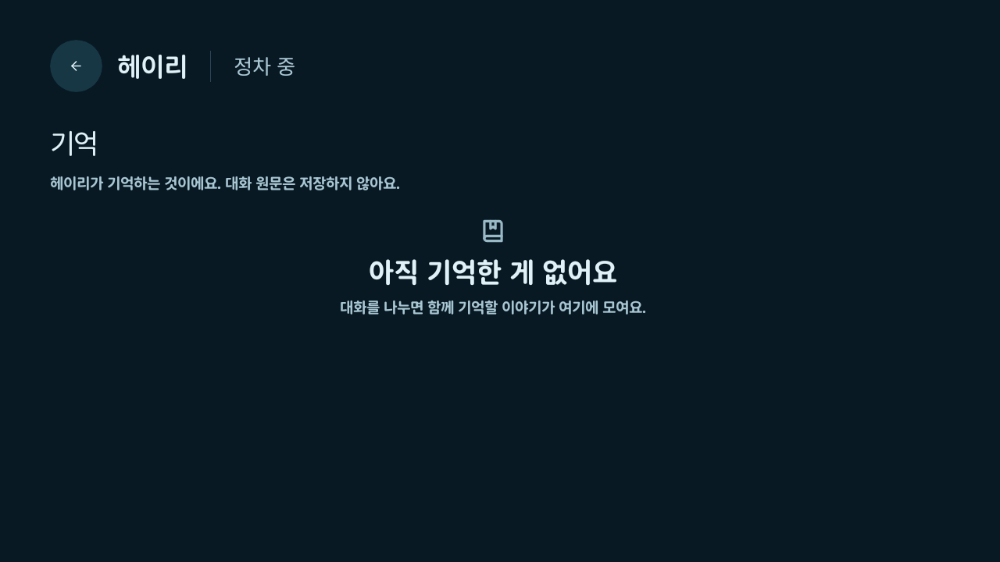 헤이리
정차 중
기억
헤이리가 기억하는 것이에요. 대화 원문은 저장하지 않아요.
아직 기억한 게 없어요
대화를 나누면 함께 기억할 이야기가 여기에 모여요.